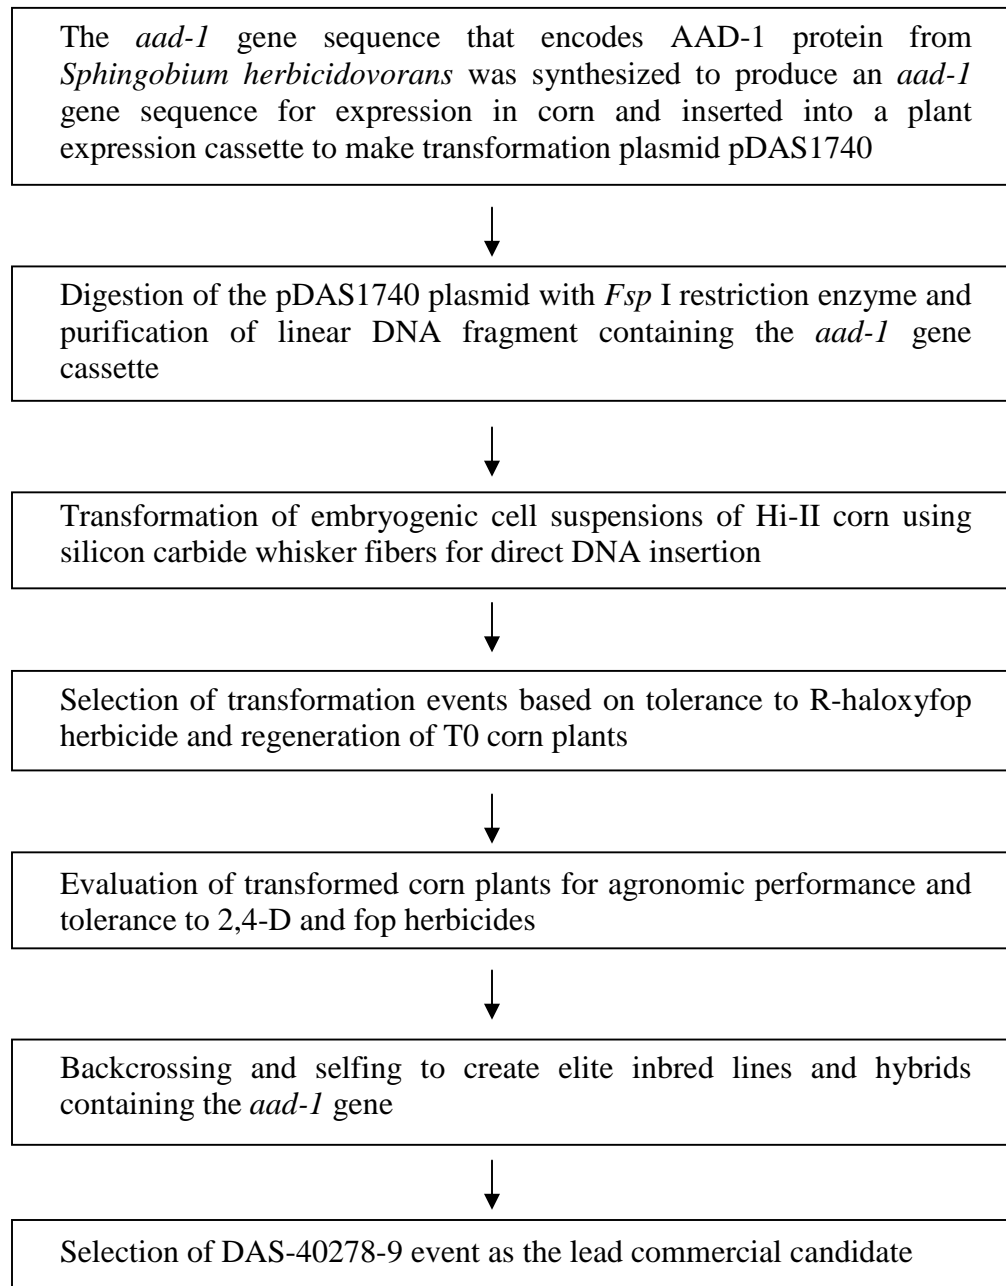 The aad-1 gene sequence that encodes AAD-1 protein from
Sphingobium herbicidovorans was synthesized to produce an aad-1
gene sequence for expression in corn and inserted into a plant
expression cassette to make transformation plasmid pDAS1740
Digestion of the pDAS1740 plasmid with Fsp I restriction enzyme and
purification of linear DNA fragment containing the aad-1 gene
cassette
Transformation of embryogenic cell suspensions of Hi-II corn using
silicon carbide whisker fibers for direct DNA insertion
Selection of transformation events based on tolerance to R-haloxyfop
herbicide and regeneration of T0 corn plants
Evaluation of transformed corn plants for agronomic performance and
tolerance to 2,4-D and fop herbicides
Backcrossing and selfing to create elite inbred lines and hybrids
containing the aad-1 gene
Selection of DAS-40278-9 event as the lead commercial candidate